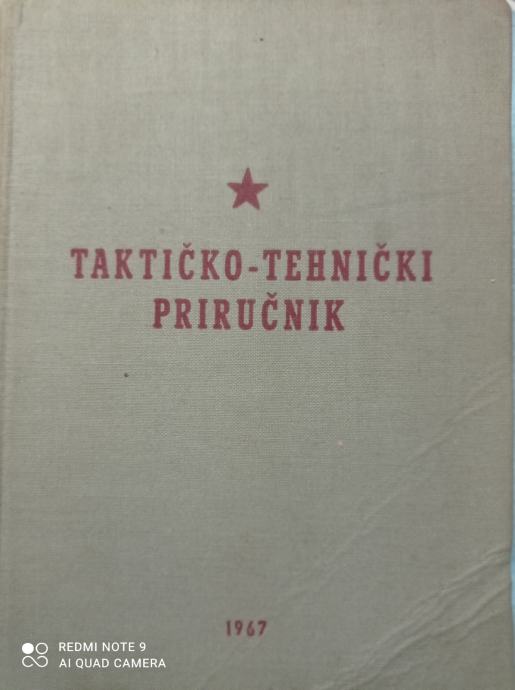 TAKTIČKO-TEHNIČKI
PRIRUČNIK
1967
REDMI NOTE 9
AI QUAD CAMERA